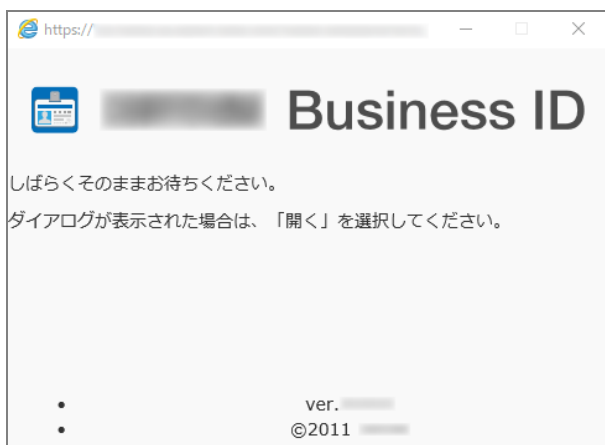 https://
Business ID
しばらくそのままお待ちください。
ダイアログが表示された場合は、「開く」を選択してください。
• ver.
• ©2011